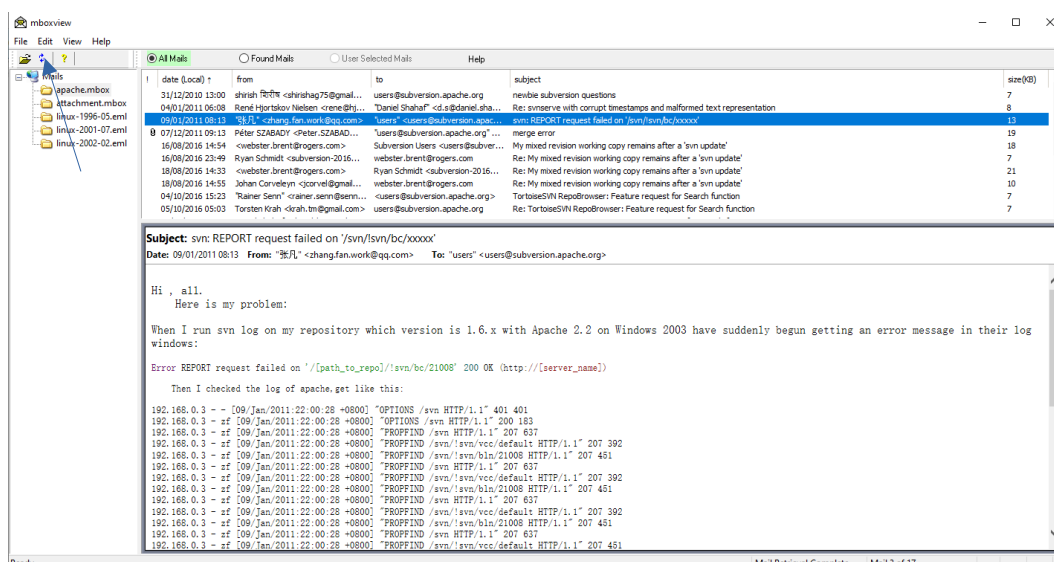 mboxview
File Edit View Help
All Mails Found Mails User Selected Mails Help
Mails
apache.mbox
attachment.mbox
linux-1996-05.eml
linux-2001-07.eml
linux-2002-02.eml
! date (Local) ↑ from to subject size(KB)
31/12/2010 13:00 shirish शिरीष <shirishag75@gmail... users@subversion.apache.org newbie subversion questions 7
04/01/2011 06:08 René Hjortskov Nielsen <rene@hj... "Daniel Shahaf" <d.s@daniel.sha... Re: svnserve with corrupt timestamps and malformed text representation 8
09/01/2011 08:13 "张凡" <zhang.fan.work@qq.com> "users" <users@subversion.apac... svn: REPORT request failed on '/svn/!svn/bc/xxxxx' 13
07/12/2011 09:13 Péter SZABADY <Peter.SZABAD... "users@subversion.apache.org" ... merge error 19
16/08/2016 14:54 <webster.brent@rogers.com> Subversion Users <users@subver... My mixed revision working copy remains after a 'svn update' 18
16/08/2016 23:49 Ryan Schmidt <subversion-2016... webster.brent@rogers.com Re: My mixed revision working copy remains after a 'svn update' 7
18/08/2016 14:33 <webster.brent@rogers.com> Ryan Schmidt <subversion-2016... Re: My mixed revision working copy remains after a 'svn update' 21
18/08/2016 14:55 Johan Corveleyn <jcorvel@gmail... webster.brent@rogers.com Re: My mixed revision working copy remains after a 'svn update' 10
04/10/2016 15:23 "Rainer Senn" <rainer.senn@senn... <users@subversion.apache.org> TortoiseSVN RepoBrowser: Feature request for Search function 7
05/10/2016 05:03 Torsten Krah <krah.tm@gmail.com> users@subversion.apache.org Re: TortoiseSVN RepoBrowser: Feature request for Search function 7
Subject: svn: REPORT request failed on '/svn/!svn/bc/xxxxx'
Date: 09/01/2011 08:13 From: "张凡" <zhang.fan.work@qq.com> To: "users" <users@subversion.apache.org>
Hi , all.
Here is my problem:
When I run svn log on my repository which version is 1.6.x with Apache 2.2 on Windows 2003 have suddenly begun getting an error message in their log
windows:
Error REPORT request failed on '/[path_to_repo]/!svn/bc/21008' 200 OK (http://[server_name])
Then I checked the log of apache,get like this:
192.168.0.3 - - [09/Jan/2011:22:00:28 +0800] "OPTIONS /svn HTTP/1.1" 401 401
192.168.0.3 - zf [09/Jan/2011:22:00:28 +0800] "OPTIONS /svn HTTP/1.1" 200 183
192.168.0.3 - zf [09/Jan/2011:22:00:28 +0800] "PROPFIND /svn HTTP/1.1" 207 637
192.168.0.3 - zf [09/Jan/2011:22:00:28 +0800] "PROPFIND /svn/!svn/vcc/default HTTP/1.1" 207 392
192.168.0.3 - zf [09/Jan/2011:22:00:28 +0800] "PROPFIND /svn/!svn/bln/21008 HTTP/1.1" 207 451
192.168.0.3 - zf [09/Jan/2011:22:00:28 +0800] "PROPFIND /svn HTTP/1.1" 207 637
192.168.0.3 - zf [09/Jan/2011:22:00:28 +0800] "PROPFIND /svn/!svn/vcc/default HTTP/1.1" 207 392
192.168.0.3 - zf [09/Jan/2011:22:00:28 +0800] "PROPFIND /svn/!svn/bln/21008 HTTP/1.1" 207 451
192.168.0.3 - zf [09/Jan/2011:22:00:28 +0800] "PROPFIND /svn HTTP/1.1" 207 637
192.168.0.3 - zf [09/Jan/2011:22:00:28 +0800] "PROPFIND /svn/!svn/vcc/default HTTP/1.1" 207 392
192.168.0.3 - zf [09/Jan/2011:22:00:28 +0800] "PROPFIND /svn/!svn/bln/21008 HTTP/1.1" 207 451
192.168.0.3 - zf [09/Jan/2011:22:00:28 +0800] "PROPFIND /svn HTTP/1.1" 207 637
192.168.0.3 - zf [09/Jan/2011:22:00:28 +0800] "PROPFIND /svn/!svn/vcc/default HTTP/1.1" 207 451